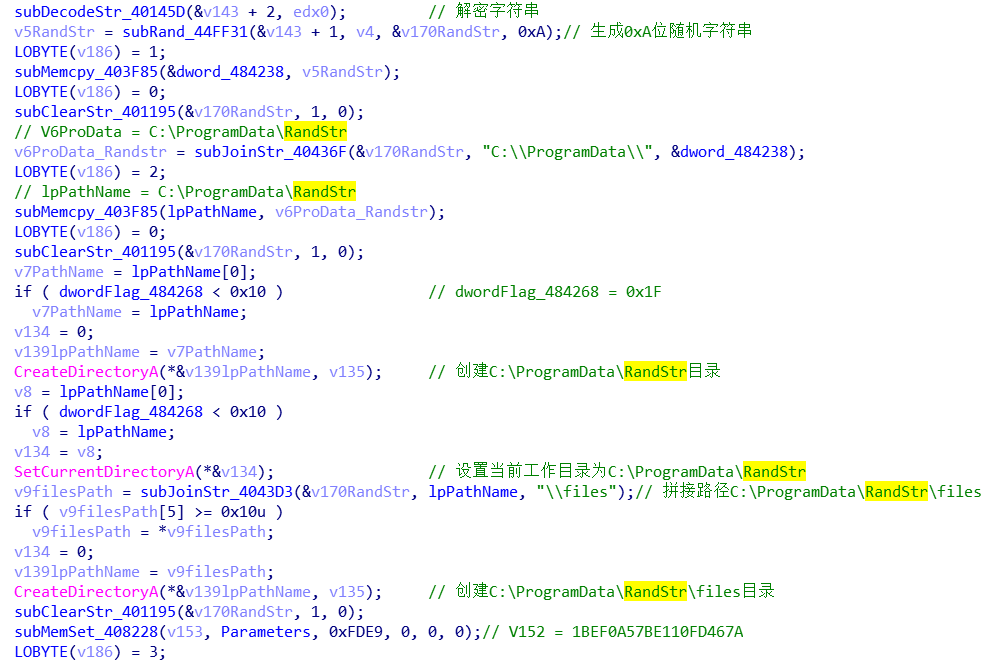 subDecodeStr_40145D(&v143 + 2, edx0);          // 解密字符串
v5RandStr = subRand_44FF31(&v143 + 1, v4, &v170RandStr, 0xA);// 生成0xA位随机字符串
LOBYTE(v186) = 1;
subMemcpy_403F85(&dword_484238, v5RandStr);
LOBYTE(v186) = 0;
subClearStr_401195(&v170RandStr, 1, 0);
// V6ProData = C:\ProgramData\RandStr
v6ProData_Randstr = subJoinStr_40436F(&v170RandStr, "C:\\ProgramData\\", &dword_484238);
LOBYTE(v186) = 2;
// lpPathName = C:\ProgramData\RandStr
subMemcpy_403F85(lpPathName, v6ProData_Randstr);
LOBYTE(v186) = 0;
subClearStr_401195(&v170RandStr, 1, 0);
v7PathName = lpPathName[0];
if ( dwordFlag_484268 < 0x10 )                 // dwordFlag_484268 = 0x1F
  v7PathName = lpPathName;
v134 = 0;
v139lpPathName = v7PathName;
CreateDirectoryA(*&v139lpPathName, v135);      // 创建C:\ProgramData\RandStr目录
v8 = lpPathName[0];
if ( dwordFlag_484268 < 0x10 )
  v8 = lpPathName;
v134 = v8;
SetCurrentDirectoryA(*&v134);                  // 设置当前工作目录为C:\ProgramData\RandStr
v9filesPath = subJoinStr_4043D3(&v170RandStr, lpPathName, "\\files");// 拼接路径C:\ProgramData\RandStr\files
if ( v9filesPath[5] >= 0x10u )
  v9filesPath = *v9filesPath;
v134 = 0;
v139lpPathName = v9filesPath;
CreateDirectoryA(*&v139lpPathName, v135);      // 创建C:\ProgramData\RandStr\files目录
subClearStr_401195(&v170RandStr, 1, 0);
subMemSet_408228(v153, Parameters, 0xFDE9, 0, 0, 0);// V152 = 1BEF0A57BE110FD467A
LOBYTE(v186) = 3;